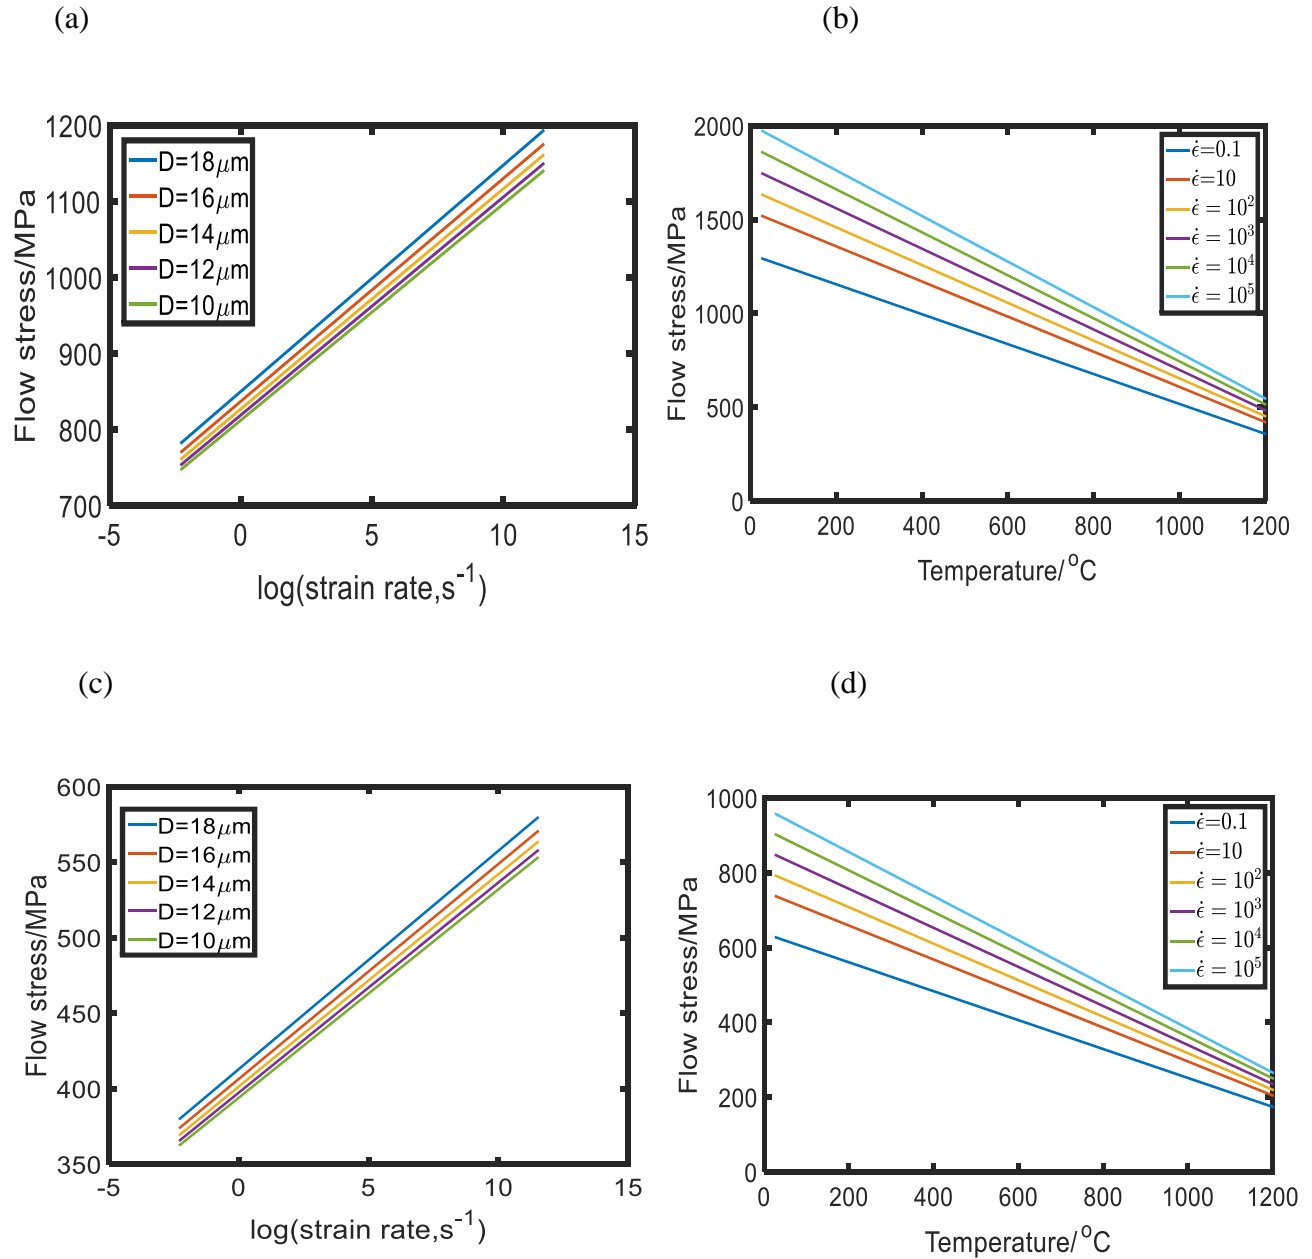 (a)
Flow stress/MPa
1200
1100
1000
900
800
700
-5
0
5
10
15
log(strain rate,s⁻¹)
D=18μm
D=16μm
D=14μm
D=12μm
D=10μm
(b)
Flow stress/MPa
2000
1500
1000
500
0
0
200
400
600
800
1000
1200
Temperature/°C
ε̇=0.1
ε̇=10
ε̇ = 10²
ε̇ = 10³
ε̇ = 10⁴
ε̇ = 10⁵
(c)
Flow stress/MPa
600
550
500
450
400
350
-5
0
5
10
15
log(strain rate,s⁻¹)
D=18μm
D=16μm
D=14μm
D=12μm
D=10μm
(d)
Flow stress/MPa
1000
800
600
400
200
0
0
200
400
600
800
1000
1200
Temperature/°C
ε̇=0.1
ε̇=10
ε̇ = 10²
ε̇ = 10³
ε̇ = 10⁴
ε̇ = 10⁵